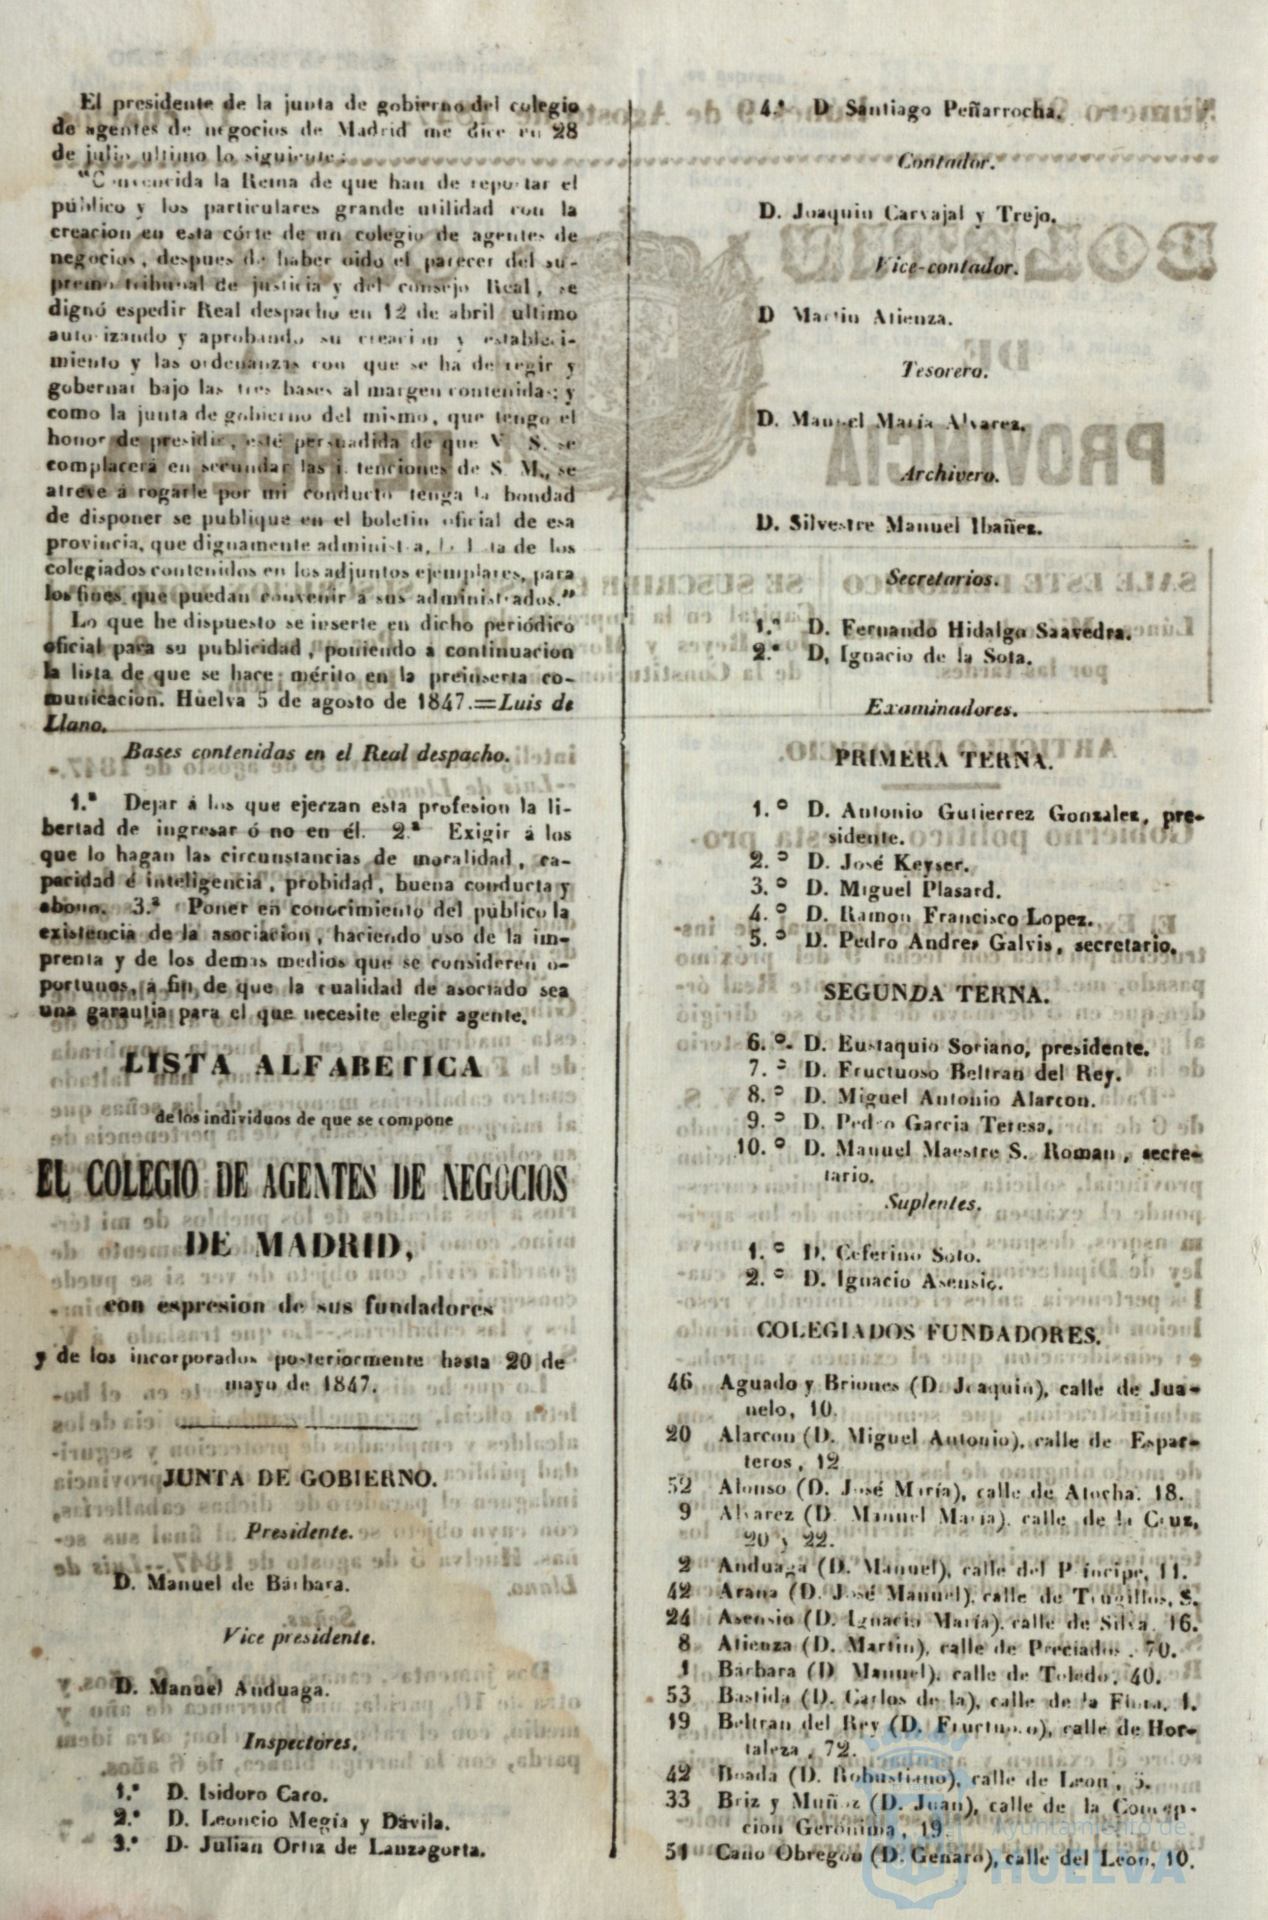 El presidente de la junta de gobierno del colegio
de agentes de negocios de Madrid me dice en 28
de julio ultimo lo siguiente:
"Convencida la Reina de que han de reportar el
público y los particulares grande utilidad con la
creacion en esta córte de un colegio de agentes de
negocios, despues de haber oido el parecer del su-
premo tribunal de justicia y del consejo Real, se
dignó espedir Real despacho en 12 de abril ultimo
autorizando y aprobando su creacion y estableci-
miento y las ordenanzas con que se ha de regir y
gobernar bajo las tres bases al margen contenidas; y
como la junta de gobierno del mismo, que tengo el
honor de presidir, esté persuadida de que V. S. se
complacerá en secundar las intenciones de S. M., se
atreve á rogarle por mi conducto tenga la bondad
de disponer se publique en el boletin oficial de esa
provincia, que dignamente administra, la lista de los
colegiados contenidos en los adjuntos ejemplares, para
los fines que puedan convenir á sus administrados."
Lo que he dispuesto se inserte en dicho periódico
oficial para su publicidad, poniendo á continuacion
la lista de que se hace mérito en la preinserta co-
municacion. Huelva 5 de agosto de 1847.=Luis de
Llano.
Bases contenidas en el Real despacho.
1.ª Dejar á los que ejerzan esta profesion la li-
bertad de ingresar ó no en él. 2.ª Exigir á los
que lo hagan las circunstancias de moralidad, ca-
pacidad é inteligencia, probidad, buena conducta y
abono. 3.ª Poner en conocimiento del público la
existencia de la asociacion, haciendo uso de la im-
prenta y de los demas medios que se consideren o-
portunos, á fin de que la cualidad de asociado sea
una garantia para el que necesite elegir agente.
LISTA ALFABETICA
de los individuos de que se compone
EL COLEGIO DE AGENTES DE NEGOCIOS
DE MADRID,
con espresion de sus fundadores
y de los incorporados posteriormente hasta 20 de
mayo de 1847.
JUNTA DE GOBIERNO.
Presidente.
D. Manuel de Bárbara.
Vice presidente.
D. Manuel Anduaga.
Inspectores.
1.º D. Isidoro Caro.
2.º D. Leoncio Megía y Dávila.
3.º D. Julian Ortiz de Lanzagorta.
4.º D Santiago Peñarrocha.
Contador.
D. Joaquin Carvajal y Trejo.
Vice-contador.
D Martin Atienza.
Tesorero.
D. Manuel María Alvarez.
Archivero.
D. Silvestre Manuel Ibañez.
Secretarios.
1.º D. Fernando Hidalgo Saavedra.
2.º D. Ignacio de la Sota.
Examinadores.
PRIMERA TERNA.
1.º D. Antonio Gutierrez Gonzalez, pre-
sidente.
2.º D. José Keyser.
3.º D. Miguel Plasard.
4.º D. Ramon Francisco Lopez.
5.º D. Pedro Andres Galvis, secretario.
SEGUNDA TERNA.
6.º D. Eustaquio Soriano, presidente.
7.º D. Fructuoso Beltran del Rey.
8.º D. Miguel Antonio Alarcon.
9.º D. Pedro Garcia Teresa.
10.º D. Manuel Maestre S. Roman, secre-
tario.
Suplentes.
1.º D. Ceferino Soto.
2.º D. Ignacio Asensio.
COLEGIADOS FUNDADORES.
46 Aguado y Briones (D. Joaquin), calle de Jua-
nelo, 10.
20 Alarcon (D. Miguel Antonio), calle de Espar-
teros, 12
52 Alonso (D. José María), calle de Atocha. 18.
9 Alvarez (D. Manuel María), calle de la Cruz,
20 y 22.
2 Anduaga (D. Manuel), calle del Principe, 11.
42 Arana (D. José Manuel), calle de Trugillos, S.
24 Asensio (D. Ignacio María), calle de Silva. 16.
8 Atienza (D. Martin), calle de Preciados. 70.
1 Bárbara (D Manuel), calle de Toledo. 40.
53 Bastida (D. Carlos de la), calle de la Flora, 1.
19 Beltran del Rey (D. Fructuoso), calle de Hor-
taleza, 72.
42 Boada (D. Robustiano), calle de Leon, 5.
33 Briz y Muñoz (D. Juan), calle de la Concep-
cion Gerónima, 19.
51 Cano Obregon (D. Genaro), calle del Leon, 10.
Ayuntamiento de
HUELVA